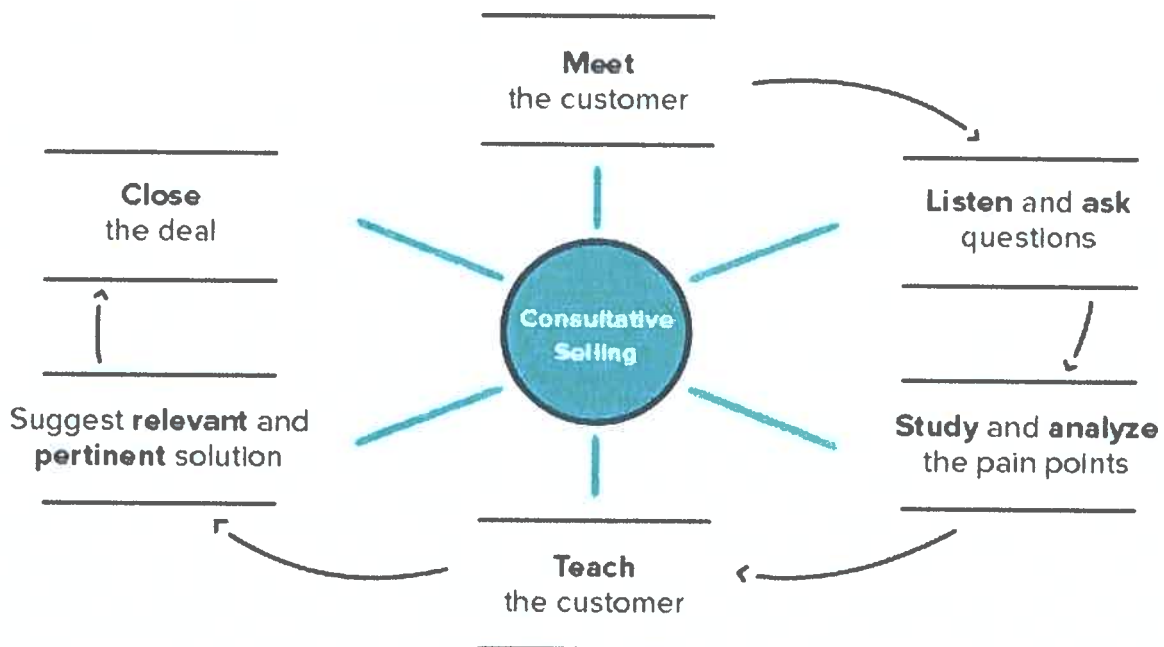 Meet
the customer
Listen and ask
questions
Study and analyze
the pain points
Teach
the customer
Suggest relevant and
pertinent solution
Close
the deal
Consultative
Selling